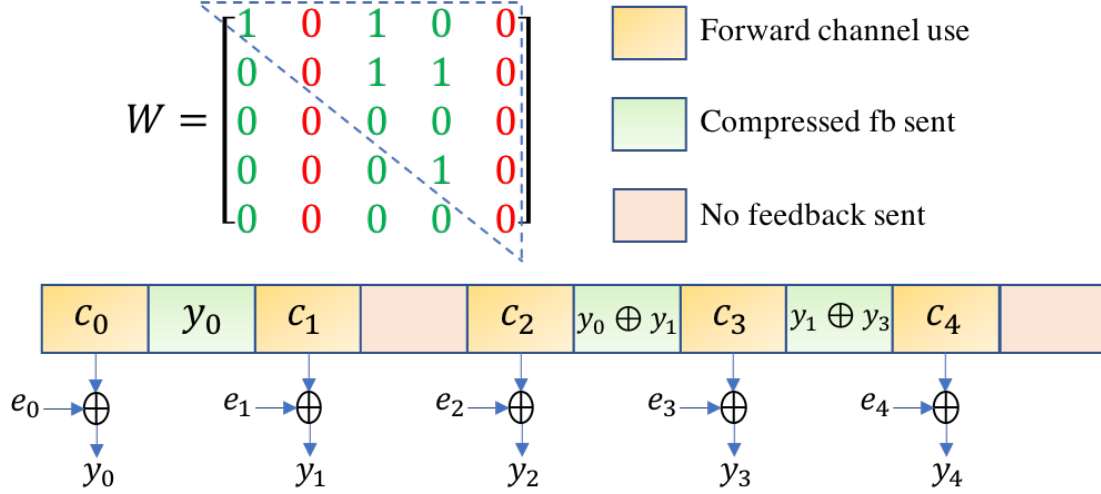 W = [1 0 1 0 0
0 0 1 1 0
0 0 0 0 0
0 0 0 1 0
0 0 0 0 0]
Forward channel use
Compressed fb sent
No feedback sent
c₀ y₀ c₁ c₂ y₀ ⊕ y₁ c₃ y₁ ⊕ y₃ c₄
e₀ ⊕ e₁ ⊕ e₂ ⊕ e₃ ⊕ e₄ ⊕
y₀ y₁ y₂ y₃ y₄